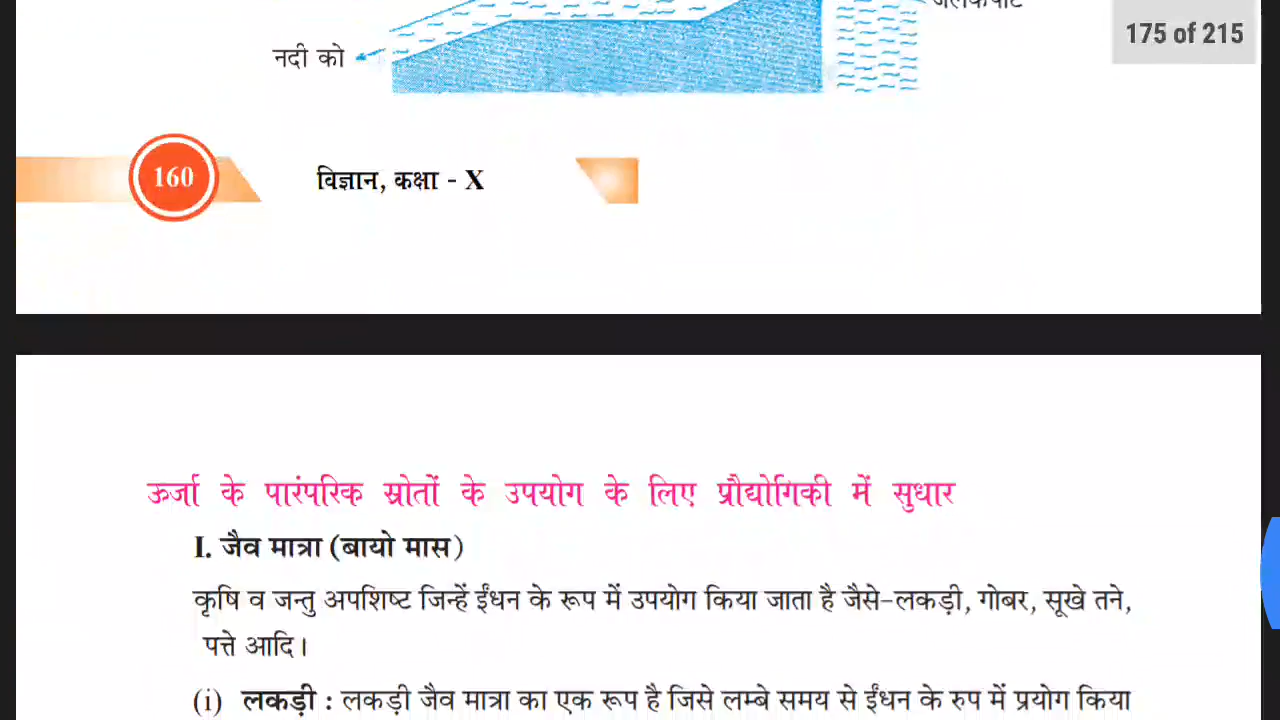 175 of 215
नदी को
160
विज्ञान, कक्षा - X
ऊर्जा के पारंपरिक स्रोतों के उपयोग के लिए प्रौद्योगिकी में सुधार
I. जैव मात्रा (बायो मास)
कृषि व जन्तु अपशिष्ट जिन्हें ईंधन के रूप में उपयोग किया जाता है जैसे-लकड़ी, गोबर, सूखे तने,
पत्ते आदि।
(i) लकड़ी : लकड़ी जैव मात्रा का एक रूप है जिसे लम्बे समय से ईंधन के रुप में प्रयोग किया